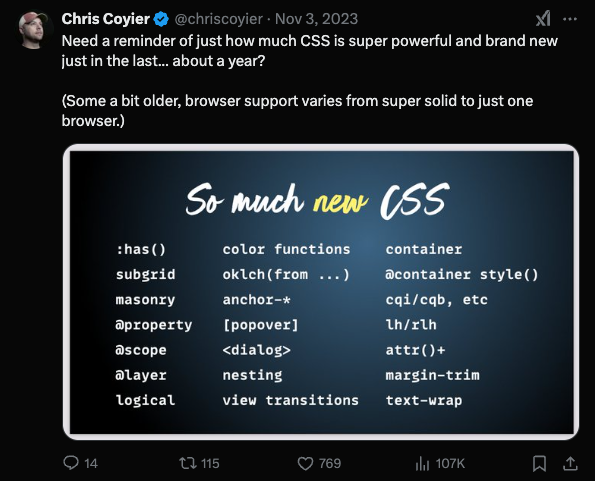 Chris Coyier @chriscoyier · Nov 3, 2023
Need a reminder of just how much CSS is super powerful and brand new
just in the last... about a year?
(Some a bit older, browser support varies from super solid to just one
browser.)
So much new CSS
:has() color functions container
subgrid oklch(from ...) @container style()
masonry anchor-* cqi/cqb, etc
@property [popover] lh/rlh
@scope <dialog> attr()+
@layer nesting margin-trim
logical view transitions text-wrap
14 115 769 107K